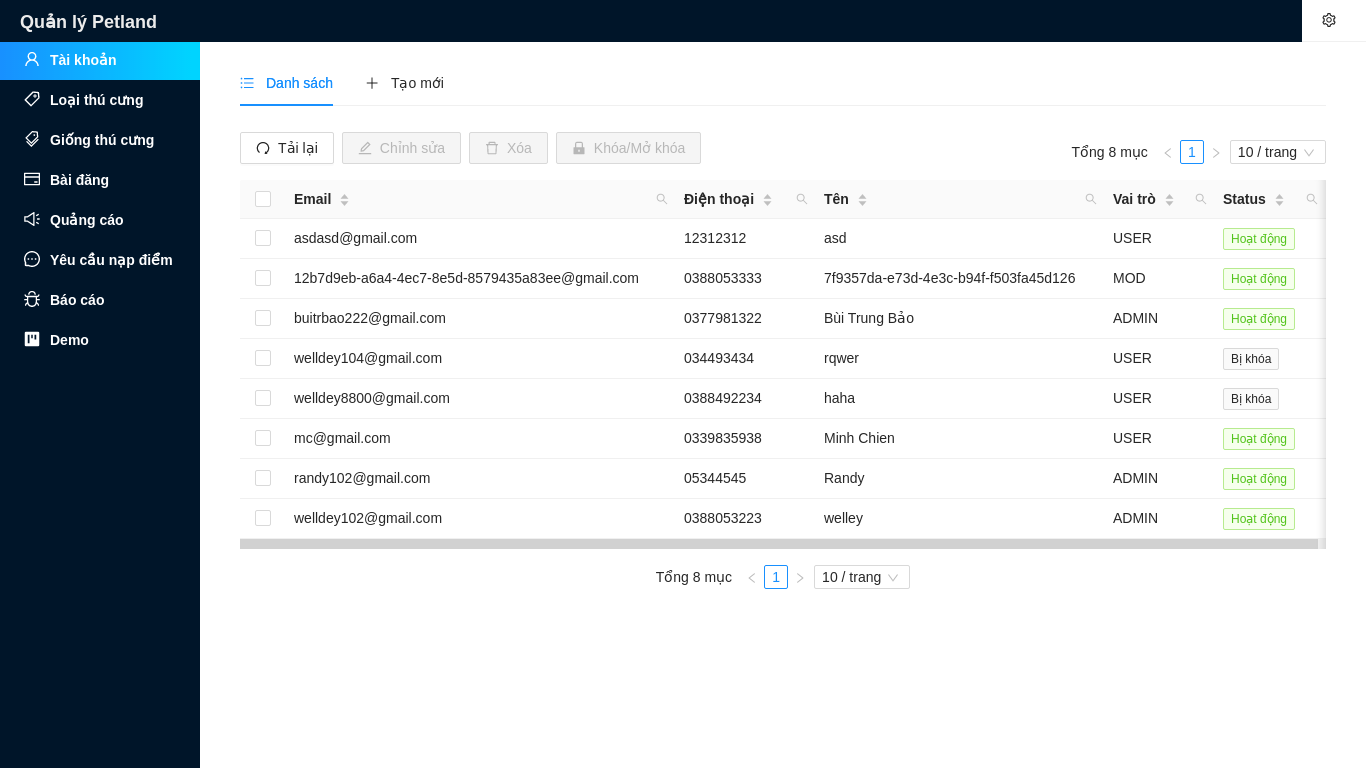 Quản lý Petland
Tài khoản
Loại thú cưng
Giống thú cưng
Bài đăng
Quảng cáo
Yêu cầu nạp điểm
Báo cáo
Demo
Danh sách Tạo mới
Tải lại Chỉnh sửa Xóa Khóa/Mở khóa
Tổng 8 mục 1 10 / trang
Email Điện thoại Tên Vai trò Status
asdasd@gmail.com 12312312 asd USER Hoạt động
12b7d9eb-a6a4-4ec7-8e5d-8579435a83ee@gmail.com 0388053333 7f9357da-e73d-4e3c-b94f-f503fa45d126 MOD Hoạt động
buitrbao222@gmail.com 0377981322 Bùi Trung Bảo ADMIN Hoạt động
welldey104@gmail.com 034493434 rqwer USER Bị khóa
welldey8800@gmail.com 0388492234 haha USER Bị khóa
mc@gmail.com 0339835938 Minh Chien USER Hoạt động
randy102@gmail.com 05344545 Randy ADMIN Hoạt động
welldey102@gmail.com 0388053223 welley ADMIN Hoạt động
Tổng 8 mục 1 10 / trang